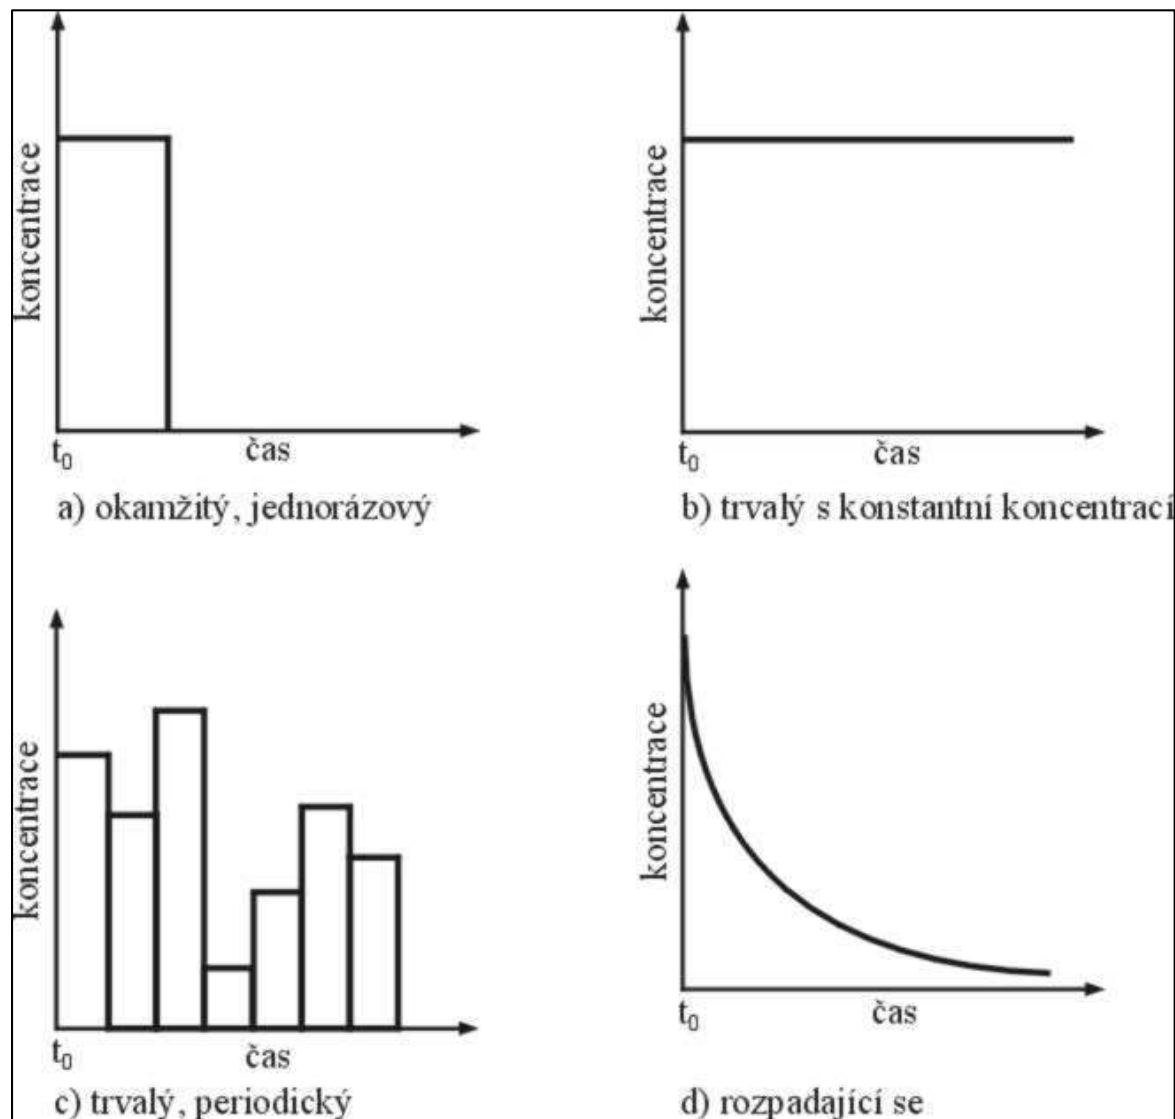 koncentrace
t₀
čas
a) okamžitý, jednorázový
koncentrace
t₀
čas
b) trvalý s konstantní koncentrací
koncentrace
t₀
čas
c) trvalý, periodický
koncentrace
t₀
čas
d) rozpadající se